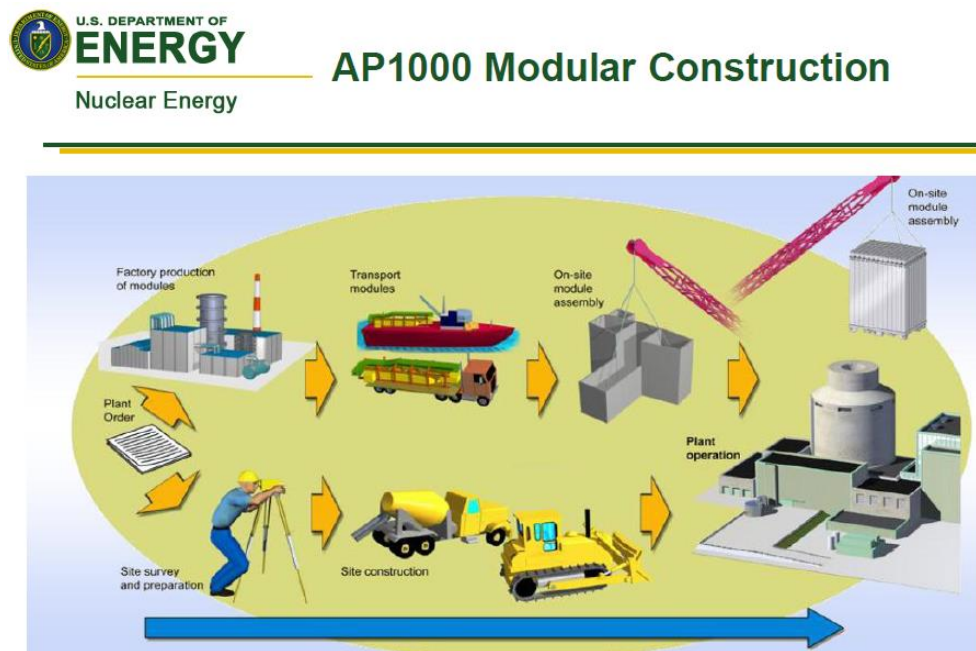 U.S. DEPARTMENT OF
ENERGY
Nuclear Energy
AP1000 Modular Construction
Factory production
of modules
Transport
modules
On-site
module
assembly
On-site
module
assembly
Plant
Order
Plant
operation
Site survey
and preparation
Site construction